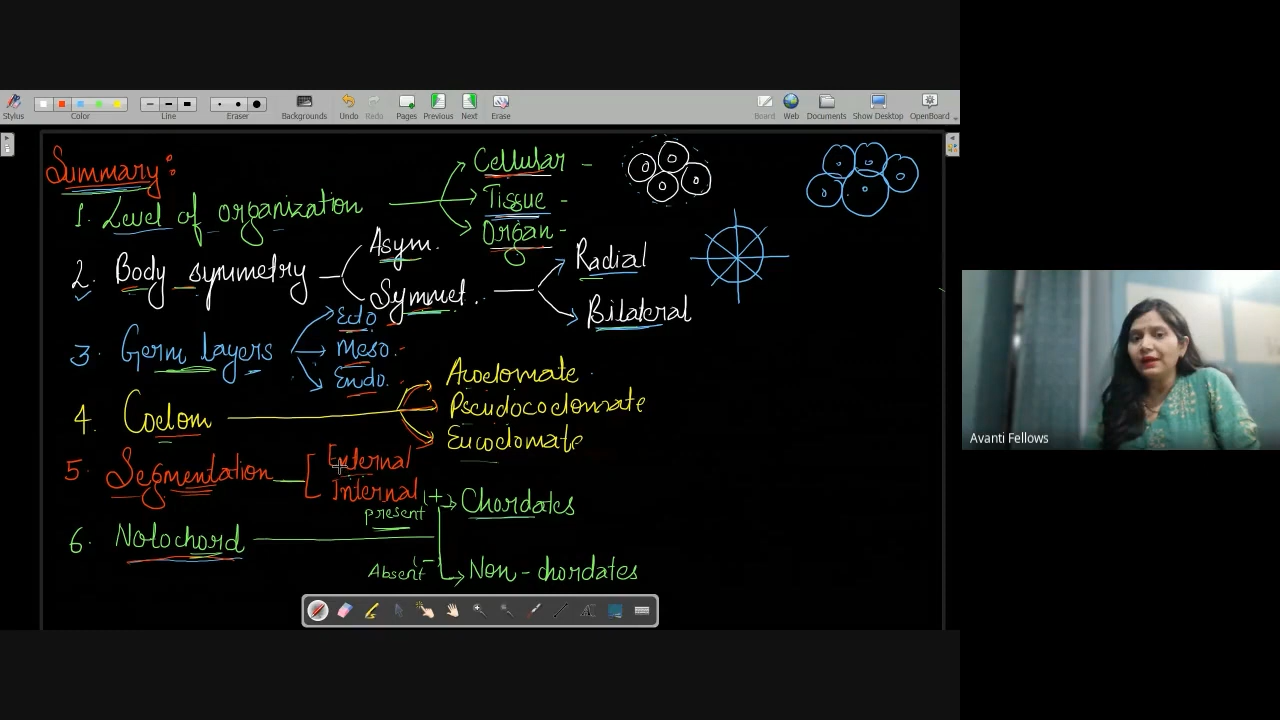 Stylus
Color
Line
Eraser
Backgrounds
Undo
Redo
Pages
Previous
Next
Erase
Board
Web
Documents
Show Desktop
OpenBoard
Summary:
1. Level of organization
Cellular -
Tissue -
Organ -
2. Body symmetry
Asym.
Symmet.
Radial
Bilateral
3. Germ layers
Ecto
Meso.
Endo.
4. Coelom
Acoelomate
Pseudocoelomate
Eucoelomate
5. Segmentation
External
Internal
6. Notochord
present (+)
Chordates
Absent (-)
Non-chordates
Avanti Fellows